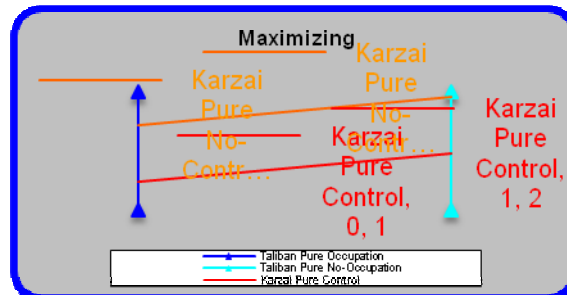 Maximizing
Karzai
Pure
No-
Contr...
Karzai
Pure
No-
Contr...
Karzai
Pure
Control,
0, 1
Karzai
Pure
Control,
1, 2
Taliban Pure Occupation
Taliban Pure No-Occupation
Karzai Pure Control